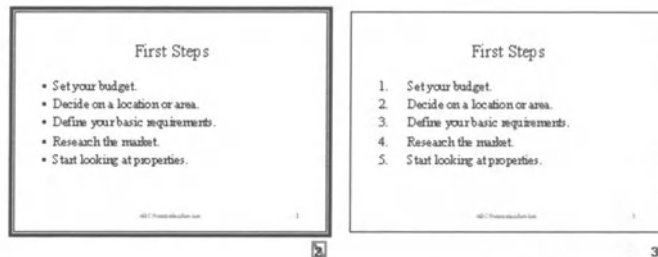 First Steps
• Set your budget.
• Decide on a location or area.
• Define your basic requirements.
• Research the market.
• Start looking at properties.
2
2
First Steps
1. Set your budget.
2. Decide on a location or area.
3. Define your basic requirements.
4. Research the market.
5. Start looking at properties.
3
3